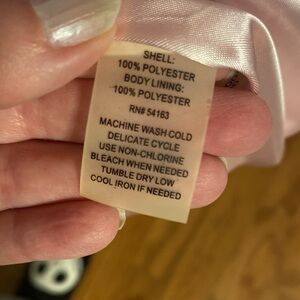 SHELL:
100% POLYESTER
BODY LINING:
100% POLYESTER
RN# 54163
MACHINE WASH COLD
DELICATE CYCLE
USE NON-CHLORINE
BLEACH WHEN NEEDED
TUMBLE DRY LOW
COOL IRON IF NEEDED